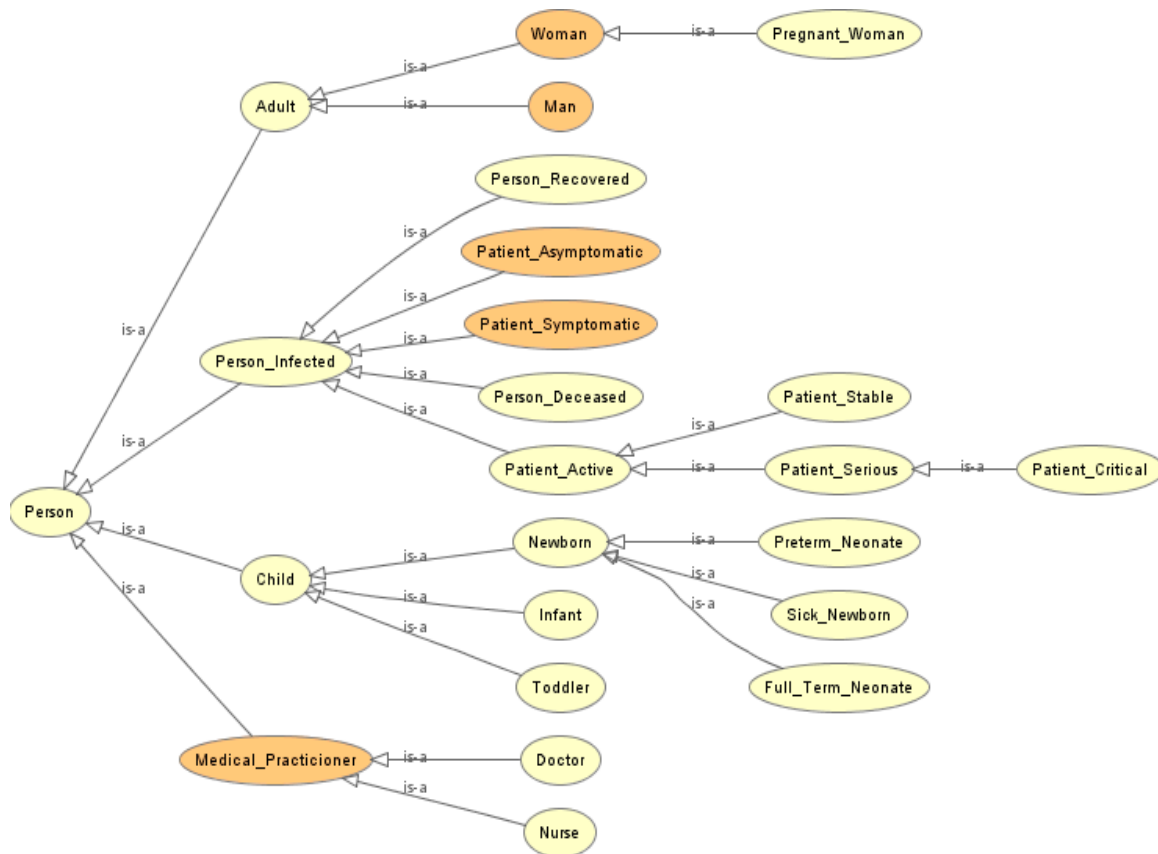 Woman
is-a
Pregnant_Woman
is-a
Adult
is-a
Man
Person_Recovered
is-a
Patient_Asymptomatic
is-a
is-a
Patient_Symptomatic
is-a
Person_Infected
is-a
Person_Deceased
Patient_Stable
is-a
is-a
is-a
Patient_Active
is-a
Patient_Serious
is-a
Patient_Critical
Person
is-a
Newborn
is-a
Preterm_Neonate
is-a
Child
is-a
is-a
Infant
is-a
Sick_Newborn
is-a
is-a
Toddler
Full_Term_Neonate
Medical_Practicioner
is-a
Doctor
is-a
Nurse